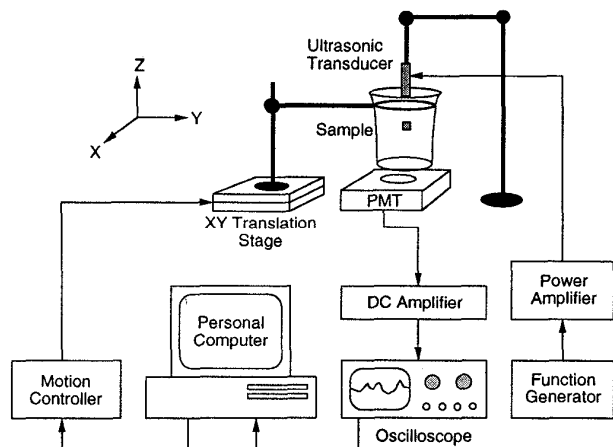 Ultrasonic
Transducer
Z
Y
X
Sample
PMT
XY Translation
Stage
DC Amplifier
Power
Amplifier
Personal
Computer
Motion
Controller
Function
Generator
Oscilloscope